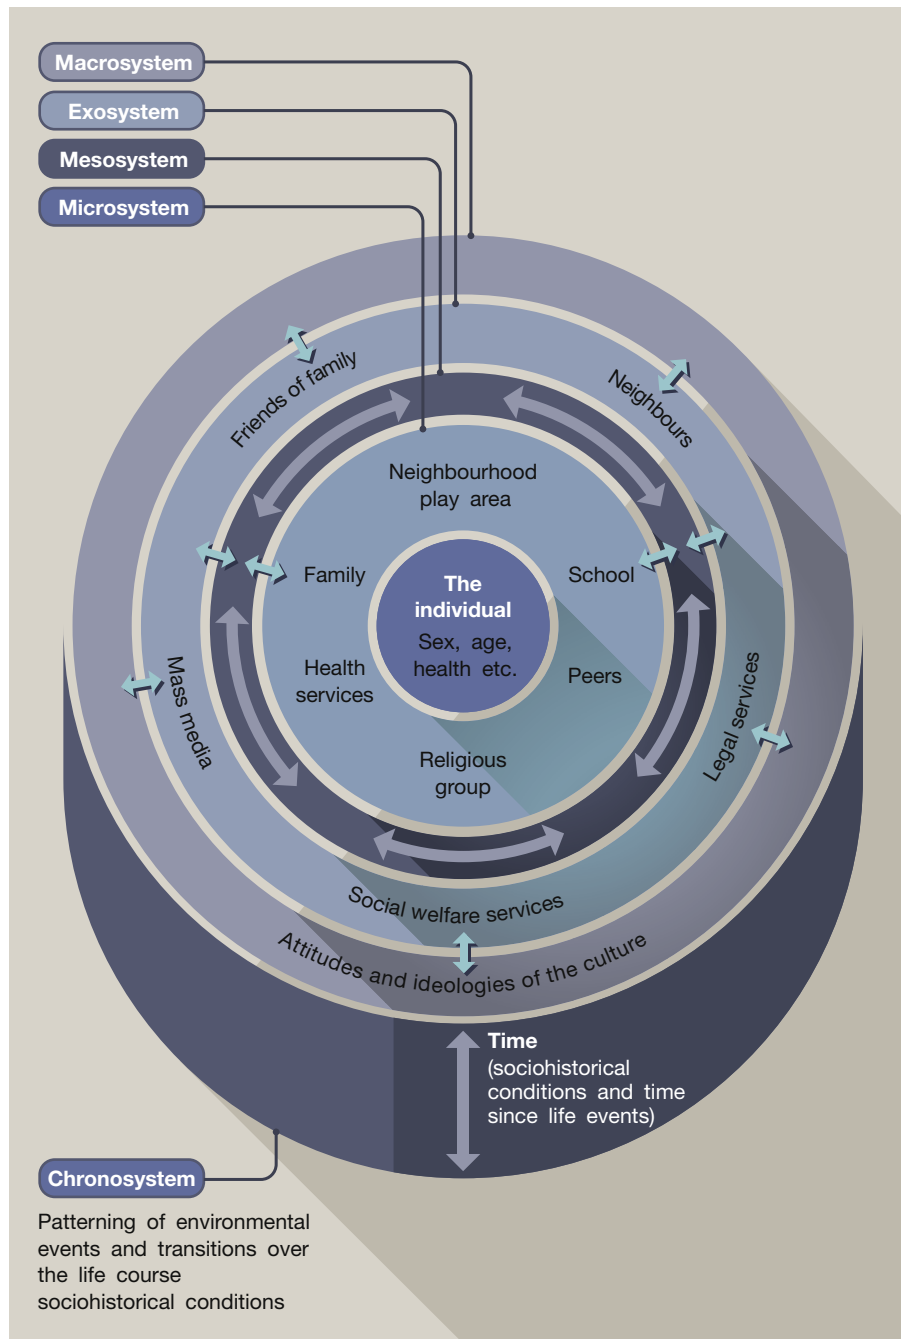 Macrosystem
Exosystem
Mesosystem
Microsystem
Friends of family
Neighbours
Neighbourhood
play area
Family
School
The
individual
Sex, age,
health etc.
Health
services
Peers
Mass media
Legal services
Religious
group
Social welfare services
Attitudes and ideologies of the culture
Time
(sociohistorical
conditions and time
since life events)
Chronosystem
Patterning of environmental
events and transitions over
the life course
sociohistorical conditions